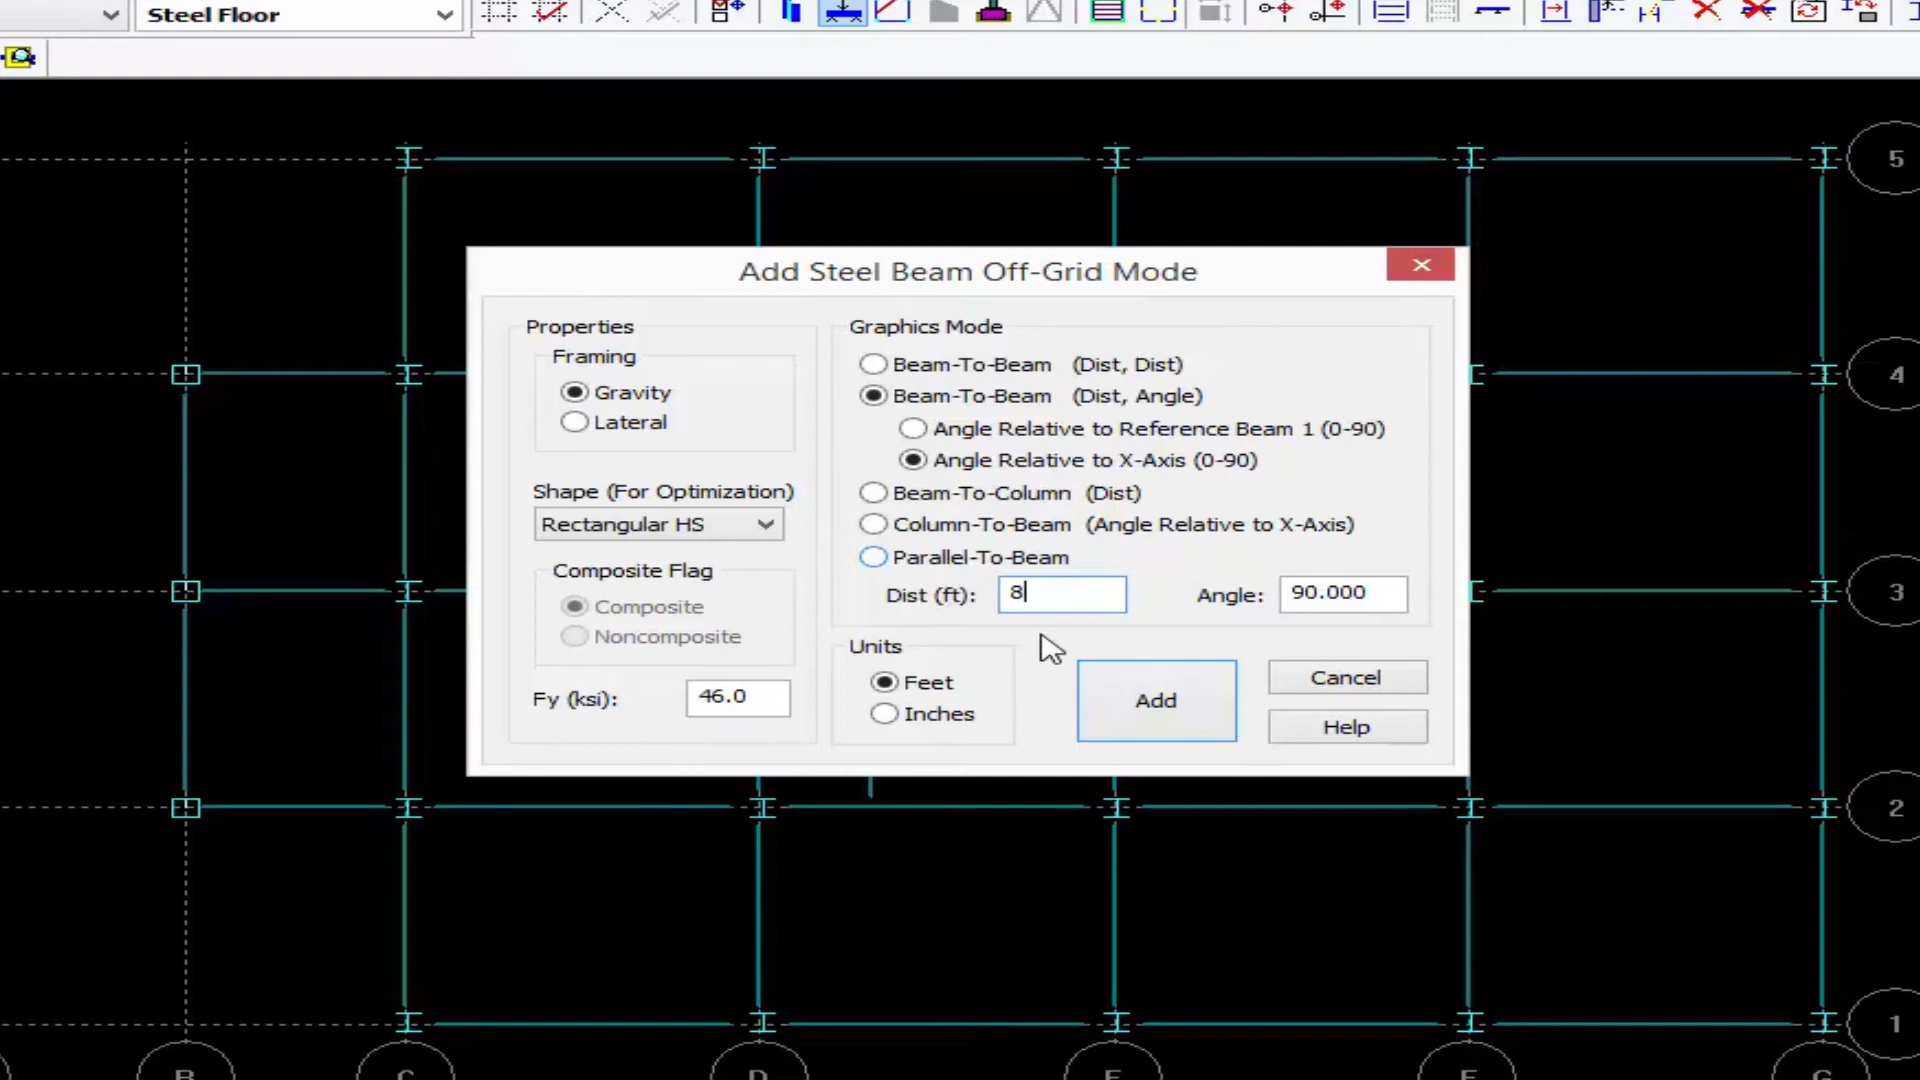 Steel Floor
5
Add Steel Beam Off-Grid Mode
Properties
Graphics Mode
Framing
Beam-To-Beam (Dist, Dist)
Gravity
Beam-To-Beam (Dist, Angle)
4
Lateral
Angle Relative to Reference Beam 1 (0-90)
Angle Relative to X-Axis (0-90)
Shape (For Optimization)
Beam-To-Column (Dist)
Rectangular HS
Column-To-Beam (Angle Relative to X-Axis)
Composite Flag
Parallel-To-Beam
Composite
Dist (ft): 8
Angle: 90.000
3
Noncomposite
Units
Fy (ksi): 46.0
Feet
Cancel
Inches
Add
Help
2
1